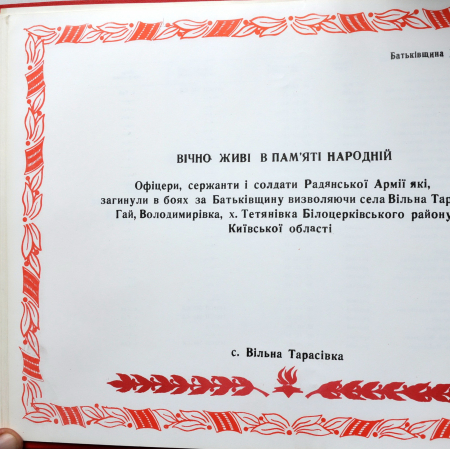 Батьківщина
ВІЧНО ЖИВІ В ПАМ'ЯТІ НАРОДНІЙ
Офіцери, сержанти і солдати Радянської Армії які,
загинули в боях за Батьківщину визволяючи села Вільна Тар
Гай, Володимирівка, х. Тетянівка Білоцерківського району
Київської області
с. Вільна Тарасівка